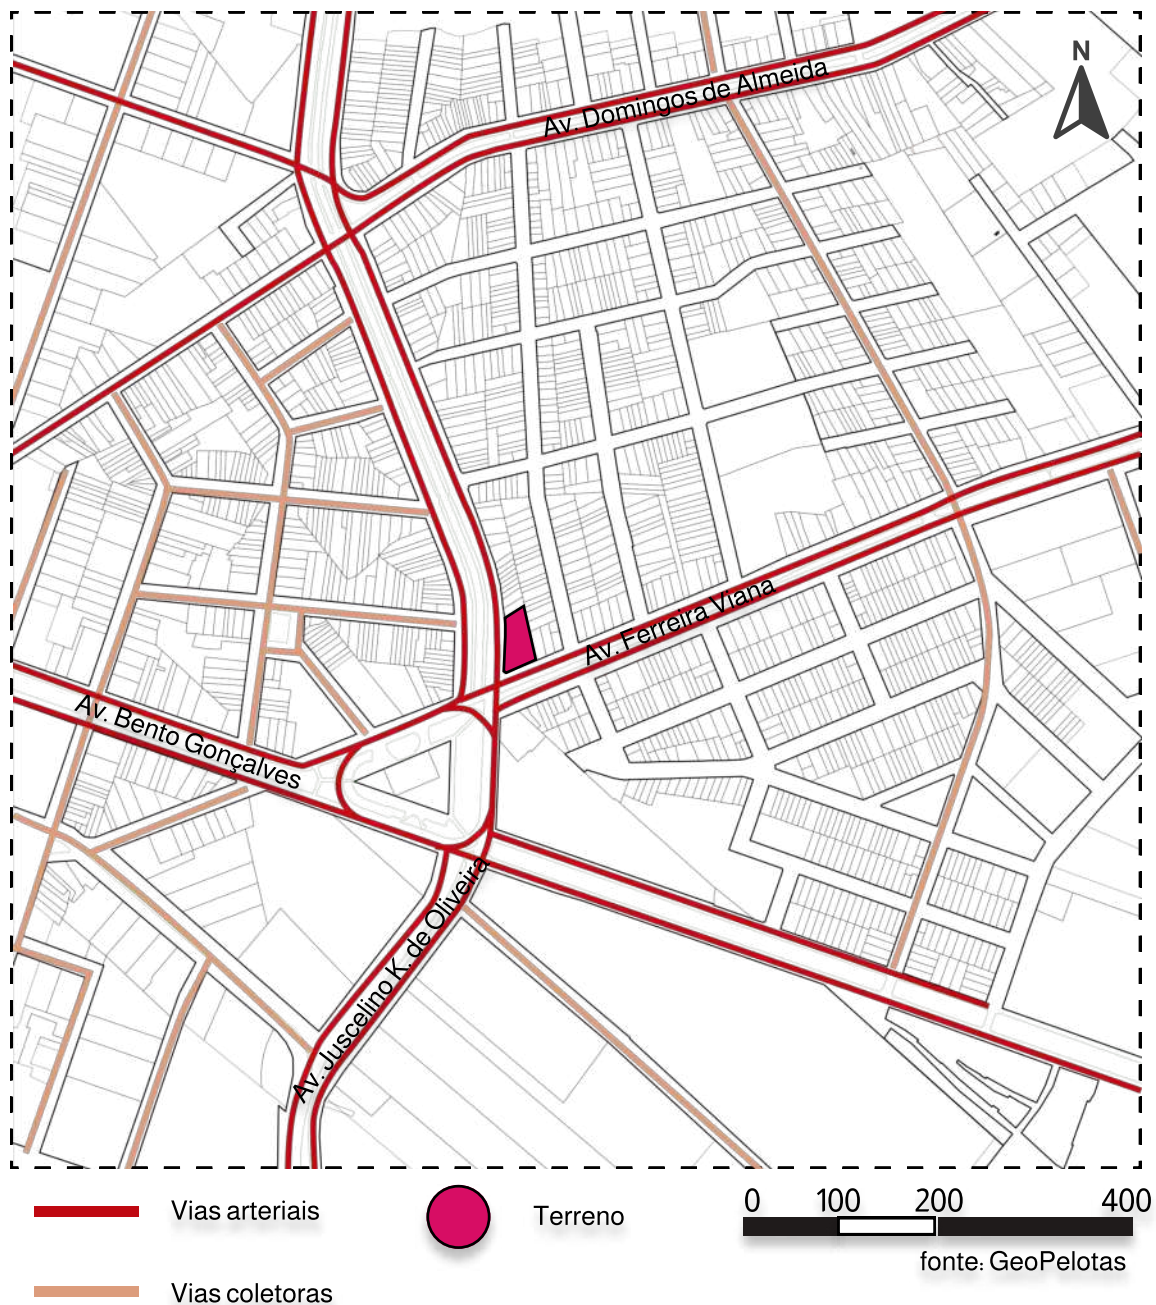 N
Av. Domingos de Almeida
Av. Ferreira Viana
Av. Bento Gonçalves
Av. Juscelino K. de Oliveira
0 100 200 400
Vias arteriais
Terreno
fonte: GeoPelotas
Vias coletoras